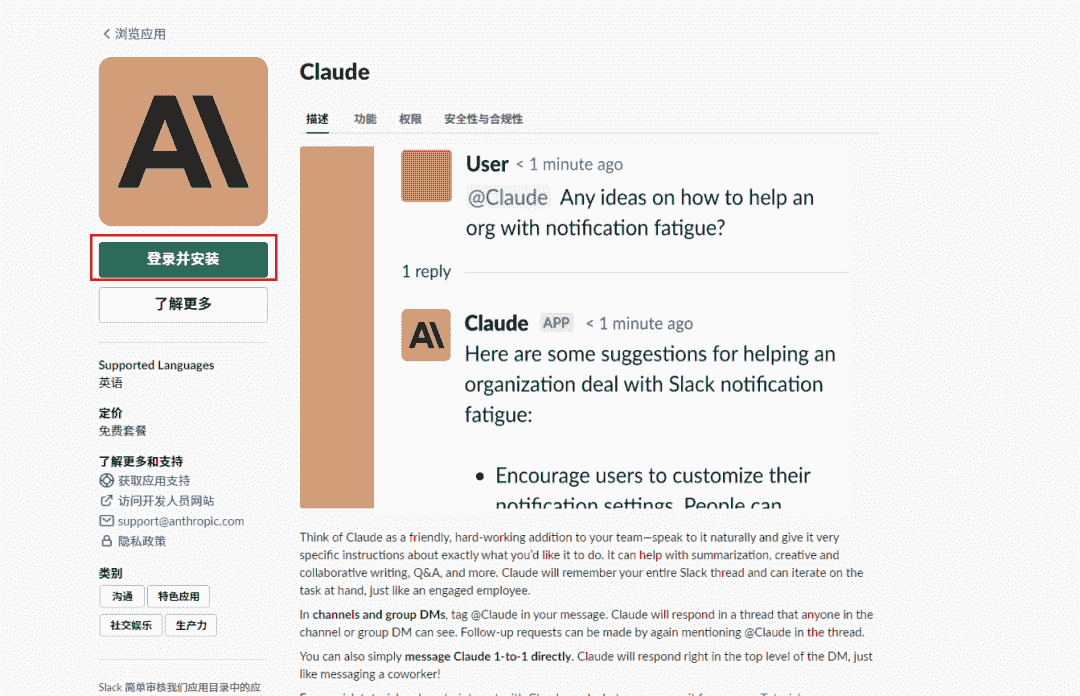 浏览应用
Claude
描述 功能 权限 安全性与合规性
User < 1 minute ago
@Claude Any ideas on how to help an
org with notification fatigue?
1 reply
Claude APP < 1 minute ago
Here are some suggestions for helping an
organization deal with Slack notification
fatigue:
• Encourage users to customize their
notification settings. People can
登录并安装
了解更多
Supported Languages
英语
定价
免费套餐
了解更多和支持
获取应用支持
访问开发人员网站
support@anthropic.com
隐私政策
类别
沟通 特色应用
社交娱乐 生产力
Slack 简单审核我们应用目录中的应
Think of Claude as a friendly, hard-working addition to your team—speak to it naturally and give it very
specific instructions about exactly what you'd like it to do. It can help with summarization, creative and
collaborative writing, Q&A, and more. Claude will remember your entire Slack thread and can iterate on the
task at hand, just like an engaged employee.
In channels and group DMs, tag @Claude in your message. Claude will respond in a thread that anyone in the
channel or group DM can see. Follow-up requests can be made by again mentioning @Claude in the thread.
You can also simply message Claude 1-to-1 directly. Claude will respond right in the top level of the DM, just
like messaging a coworker!